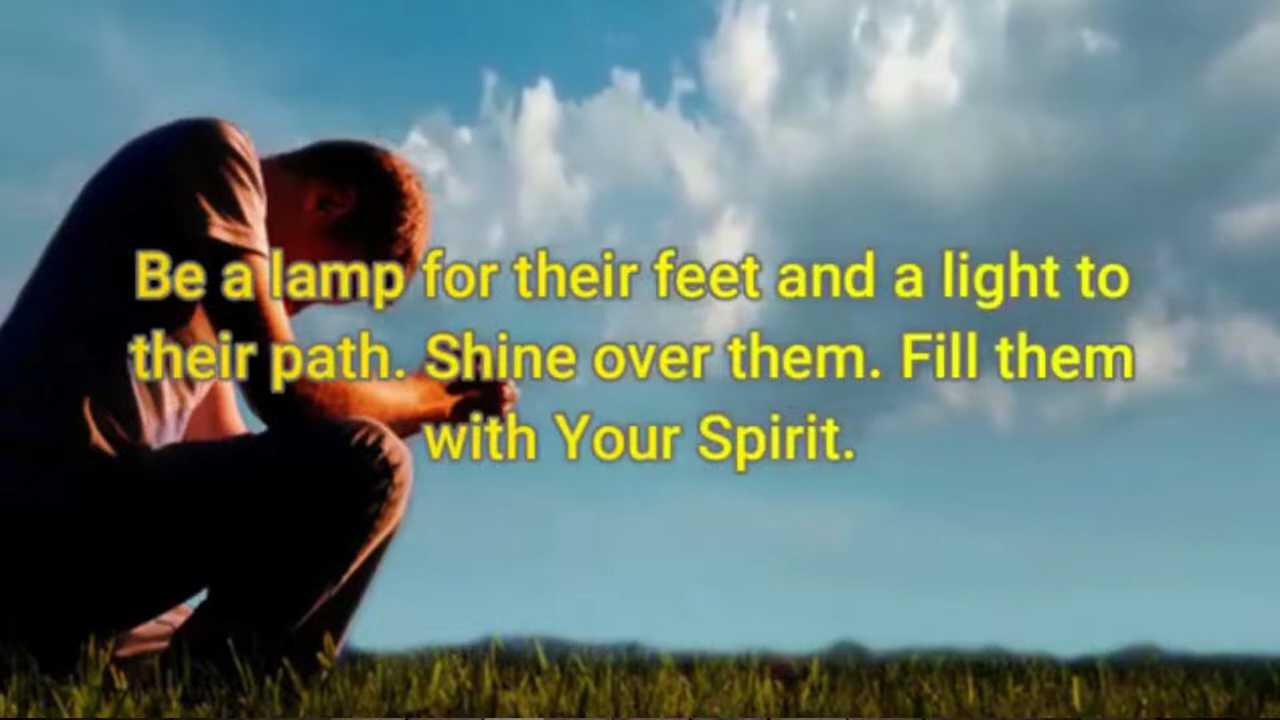 Be a lamp for their feet and a light to
their path. Shine over them. Fill them
with Your Spirit.